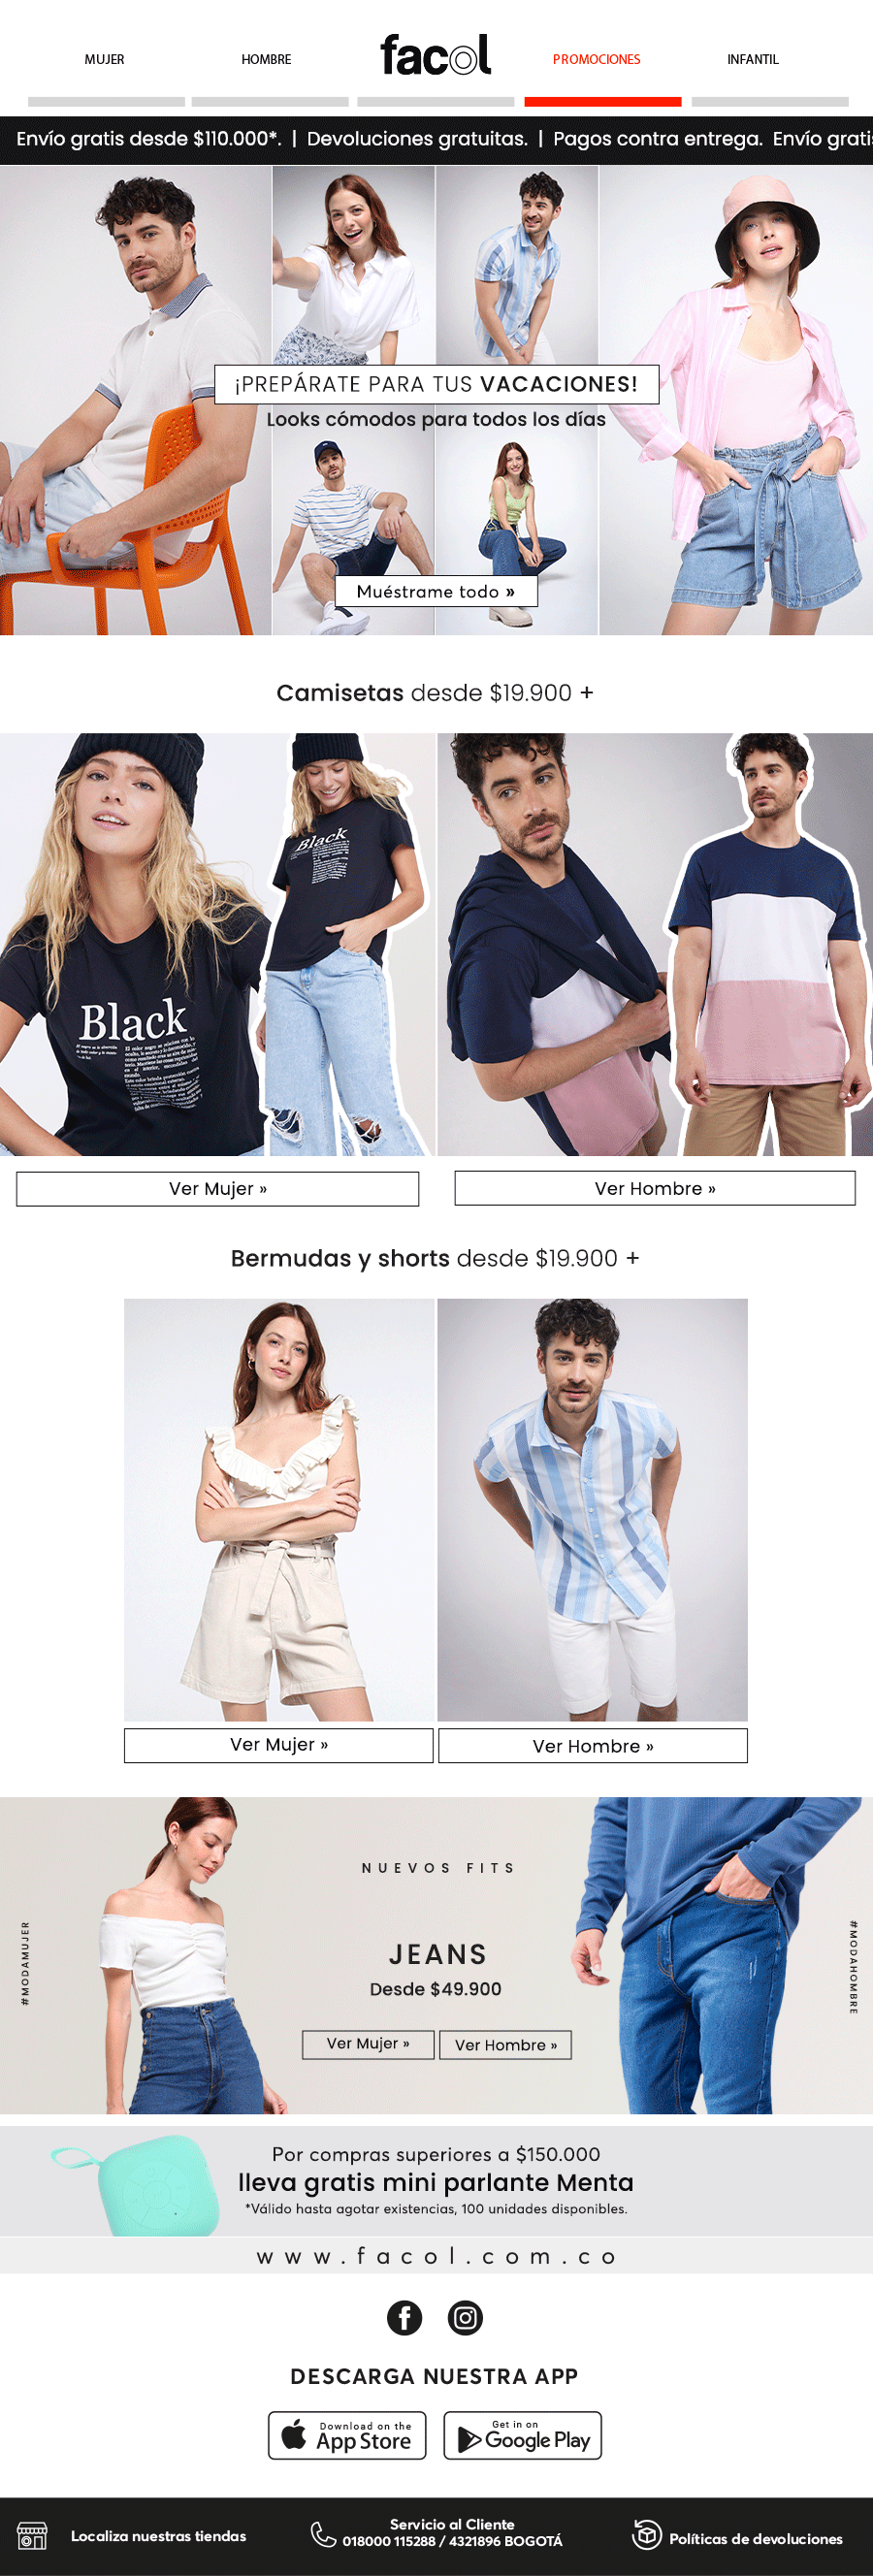 MUJER
HOMBRE
facol
PROMOCIONES
INFANTIL
Envío gratis desde $110.000*. | Devoluciones gratuitas. | Pagos contra entrega. Envío gratis
¡PREPÁRATE PARA TUS VACACIONES!
Looks cómodos para todos los días
Muéstrame todo »
Camisetas desde $19.900 +
Black
Black
Ver Mujer »
Ver Hombre »
Bermudas y shorts desde $19.900 +
Ver Mujer »
Ver Hombre »
NUEVOS FITS
#MODAMUJER
#MODAHOMBRE
JEANS
Desde $49.900
Ver Mujer »
Ver Hombre »
Por compras superiores a $150.000
lleva gratis mini parlante Menta
*Válido hasta agotar existencias, 100 unidades disponibles.
www.facol.com.co
DESCARGA NUESTRA APP
Download on the
App Store
Get in on
Google Play
Localiza nuestras tiendas
Servicio al Cliente
018000 115288 / 4321896 BOGOTÁ
Políticas de devoluciones